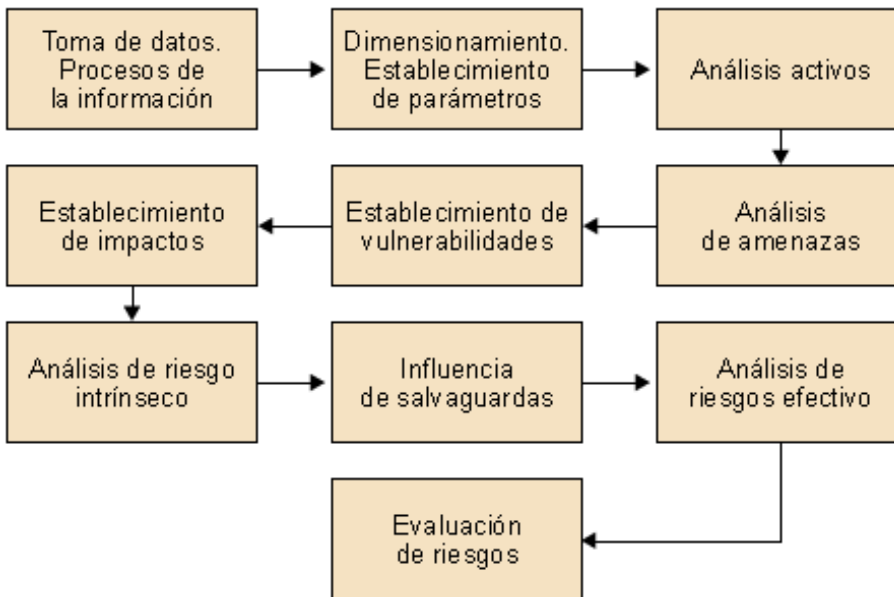 Toma de datos.
Procesos de
la información
Dimensionamiento.
Establecimiento
de parámetros
Análisis activos
Análisis
de amenazas
Establecimiento de
vulnerabilidades
Establecimiento
de impactos
Análisis de riesgo
intrínseco
Influencia
de salvaguardas
Análisis de
riesgos efectivo
Evaluación
de riesgos